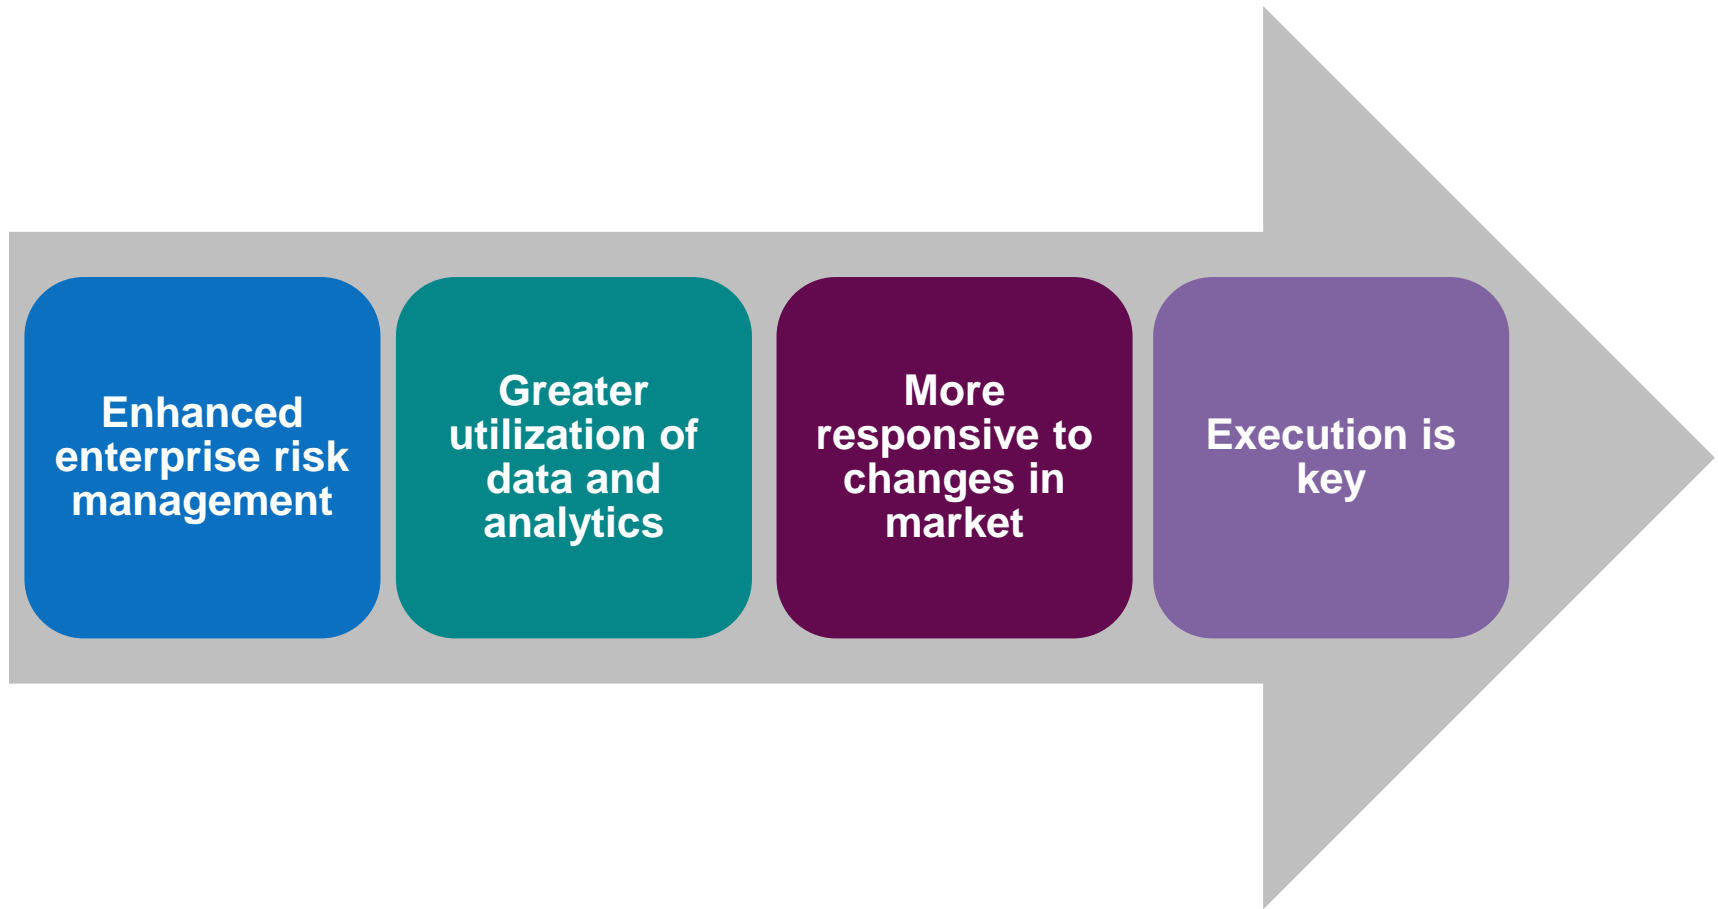 Enhanced
enterprise risk
management
Greater
utilization of
data and
analytics
More
responsive to
changes in
market
Execution is
key